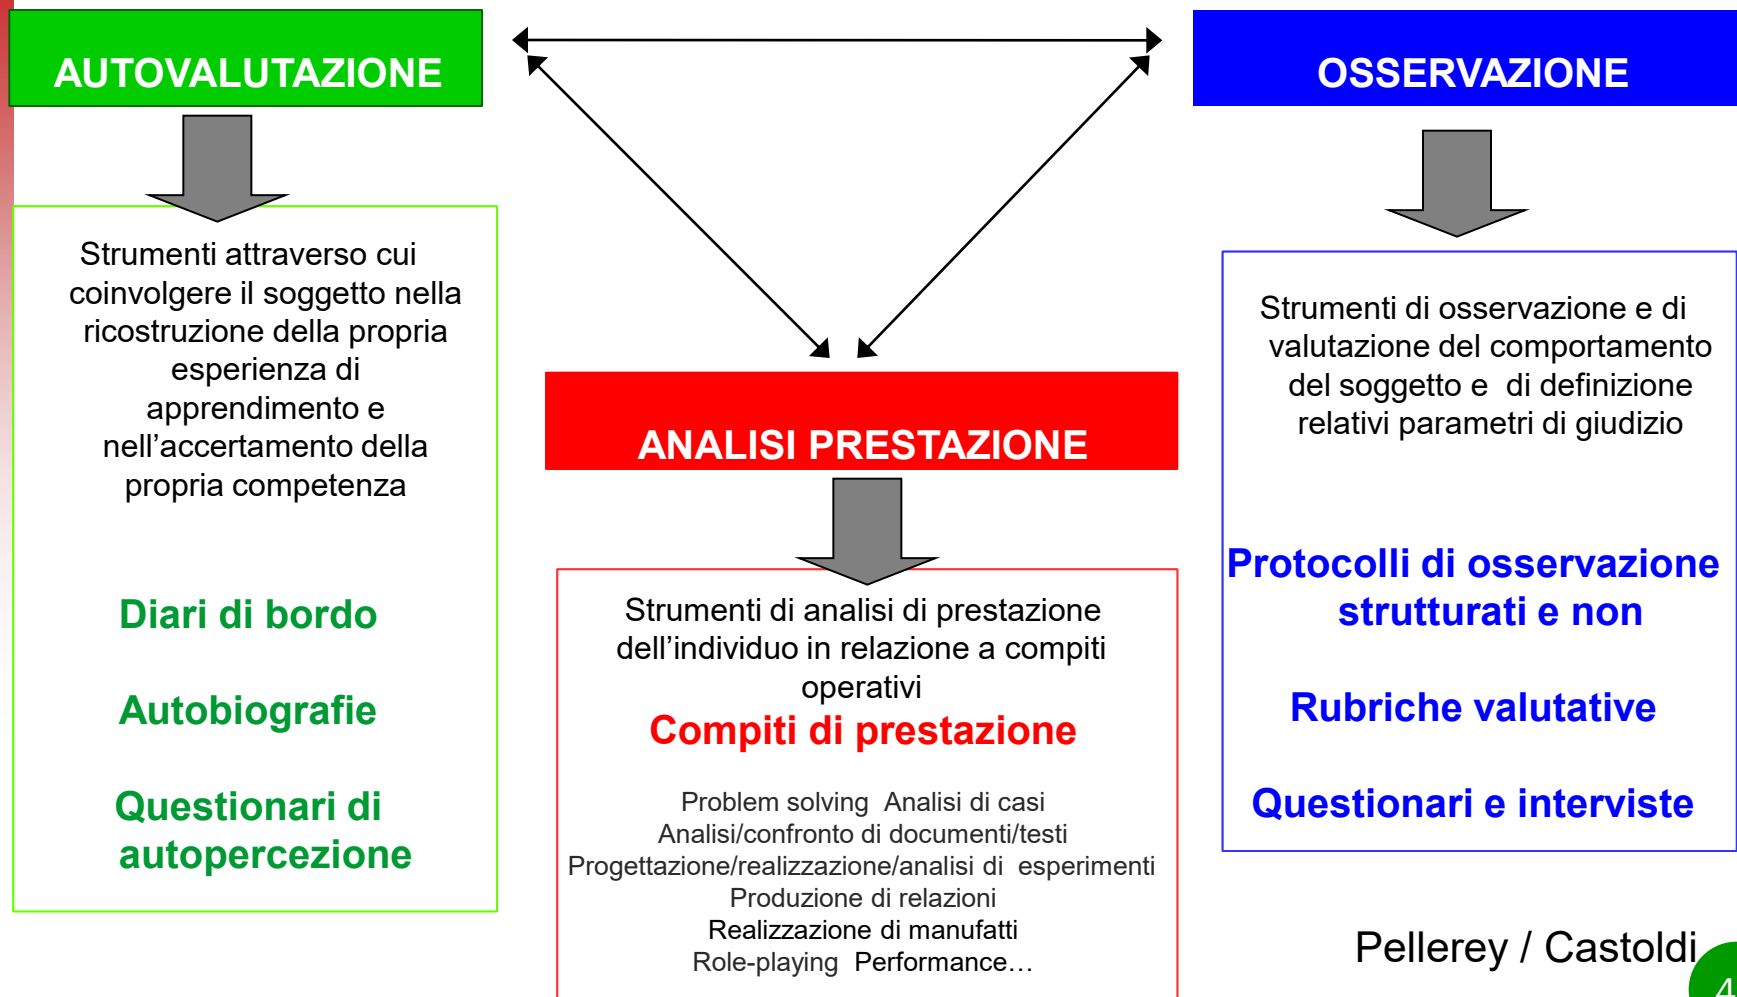 AUTOVALUTAZIONE
OSSERVAZIONE
Strumenti attraverso cui
coinvolgere il soggetto nella
ricostruzione della propria
esperienza di
apprendimento e
nell’accertamento della
propria competenza
Diari di bordo
Autobiografie
Questionari di
autopercezione
ANALISI PRESTAZIONE
Strumenti di analisi di prestazione
dell’individuo in relazione a compiti
operativi
Compiti di prestazione
Problem solving Analisi di casi
Analisi/confronto di documenti/testi
Progettazione/realizzazione/analisi di esperimenti
Produzione di relazioni
Realizzazione di manufatti
Role-playing Performance…
Strumenti di osservazione e di
valutazione del comportamento
del soggetto e di definizione
relativi parametri di giudizio
Protocolli di osservazione
strutturati e non
Rubriche valutative
Questionari e interviste
Pellerey / Castoldi
4